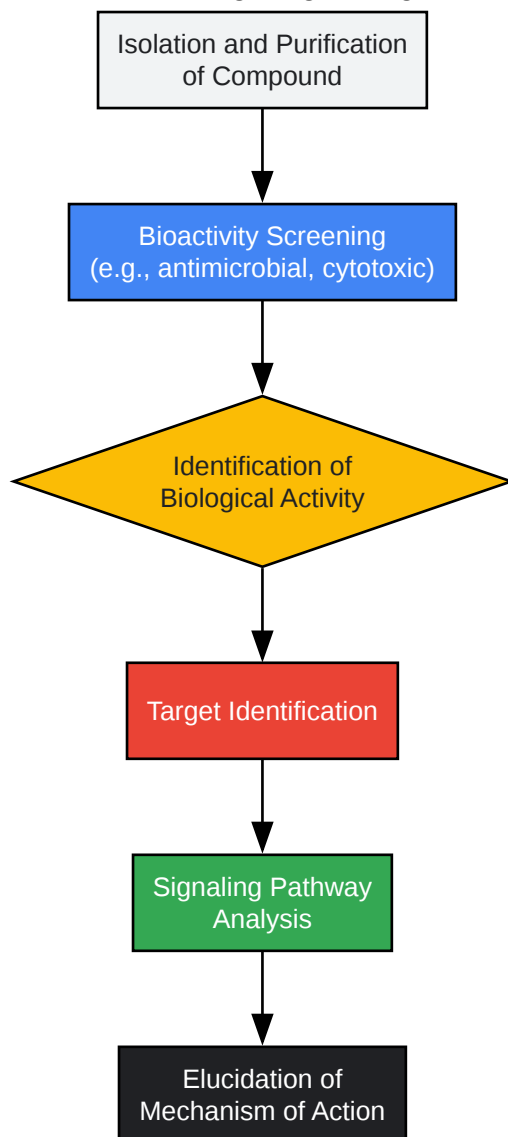 Isolation and Purification
of Compound
Bioactivity Screening
(e.g., antimicrobial, cytotoxic)
Identification of
Biological Activity
Target Identification
Signaling Pathway
Analysis
Elucidation of
Mechanism of Action